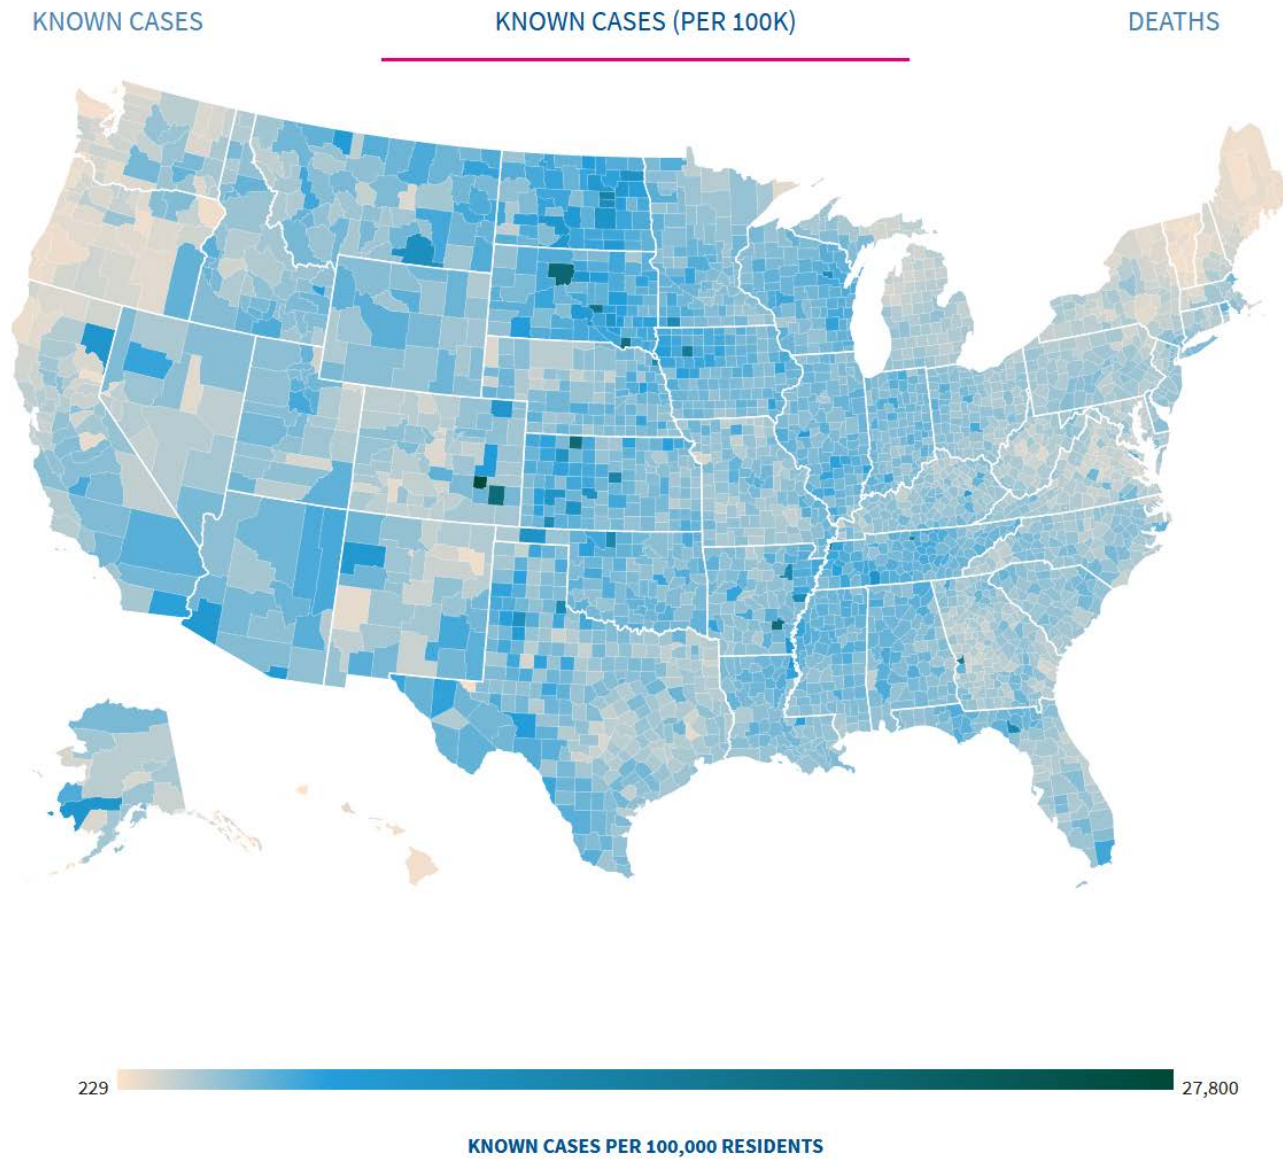 KNOWN CASES
KNOWN CASES (PER 100K)
DEATHS
229
27,800
KNOWN CASES PER 100,000 RESIDENTS